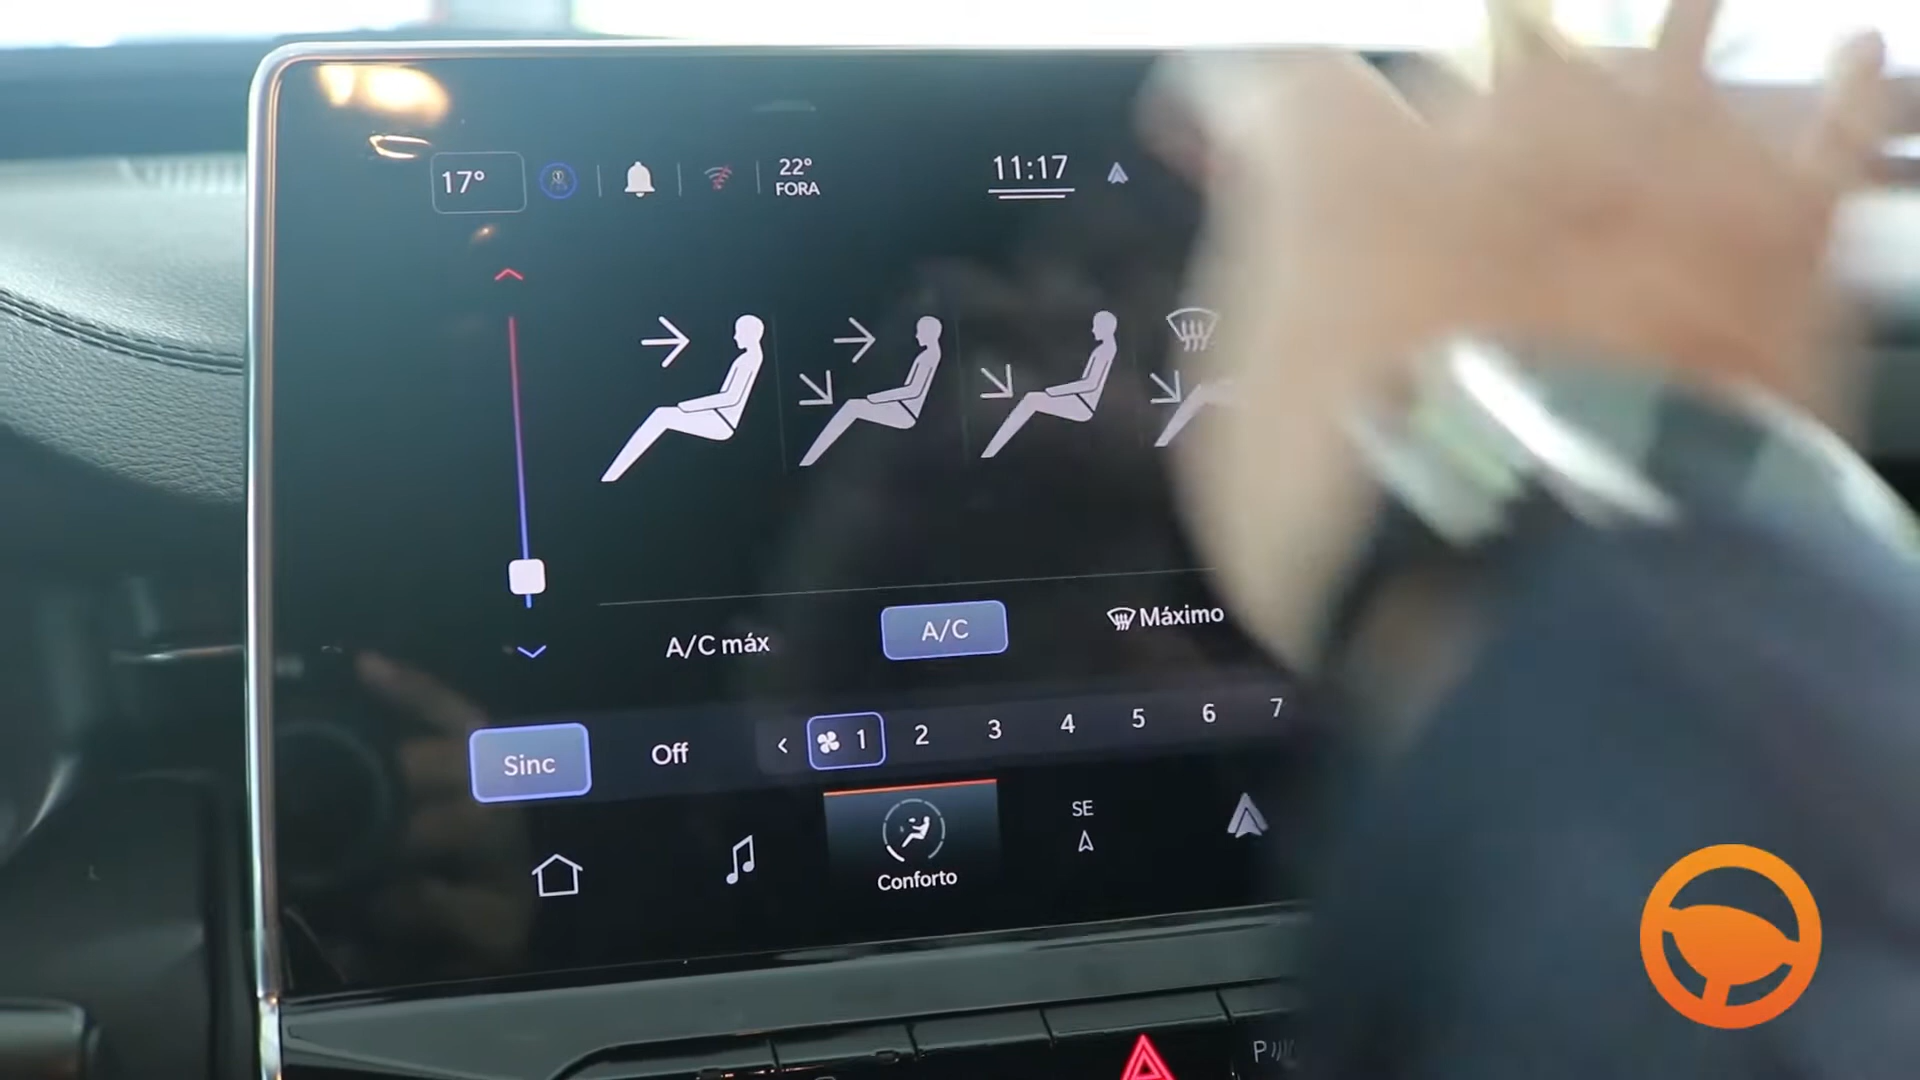 17°
22°
FORA
11:17
A/C máx
A/C
Máximo
Sinc
Off
1
2
3
4
5
6
7
SE
Conforto
P